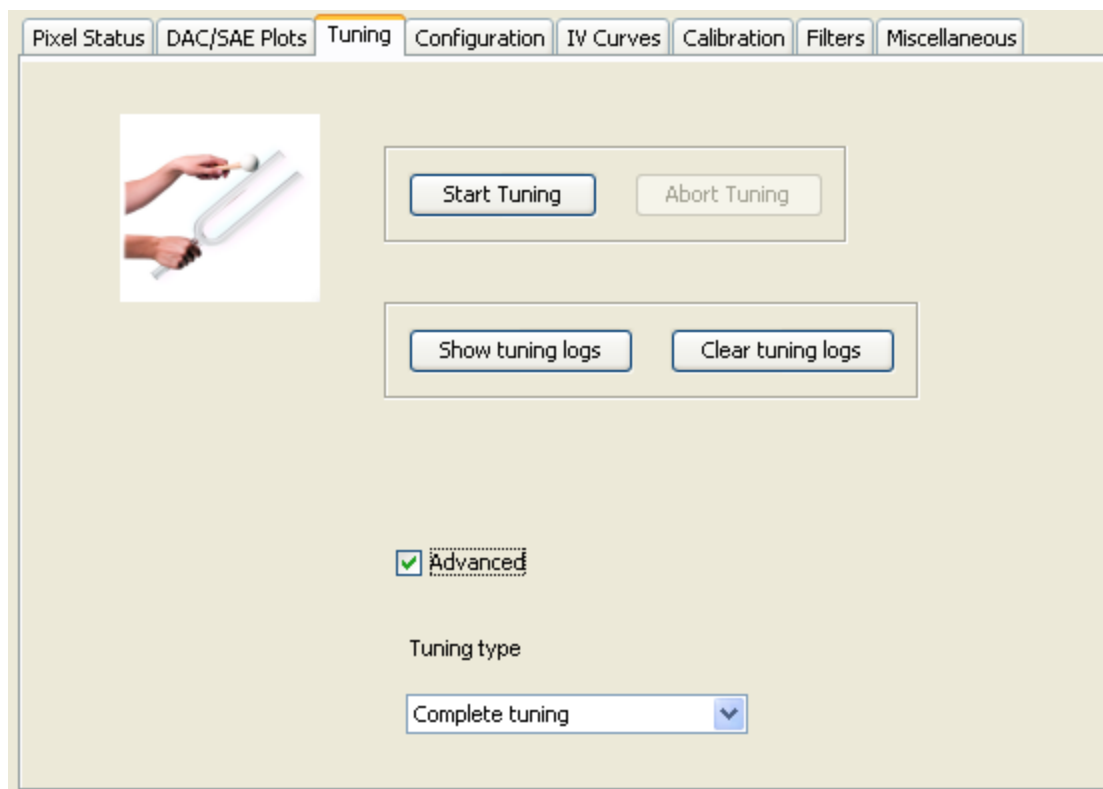 Pixel Status DAC/SAE Plots Tuning Configuration IV Curves Calibration Filters Miscellaneous
Start Tuning Abort Tuning
Show tuning logs Clear tuning logs
Advanced
Tuning type
Complete tuning